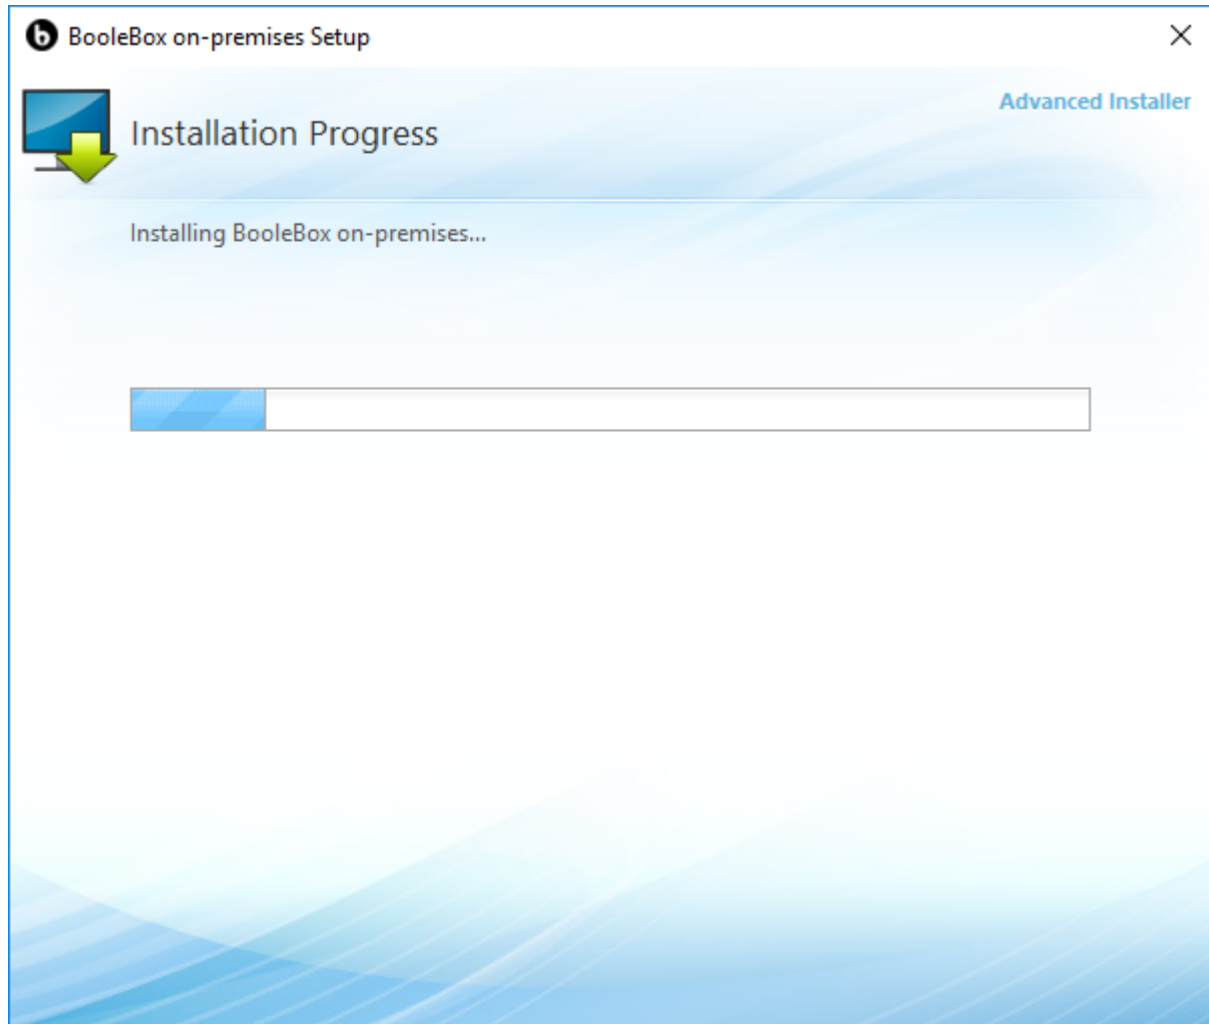 BooleBox on-premises Setup
Advanced Installer
Installation Progress
Installing BooleBox on-premises...